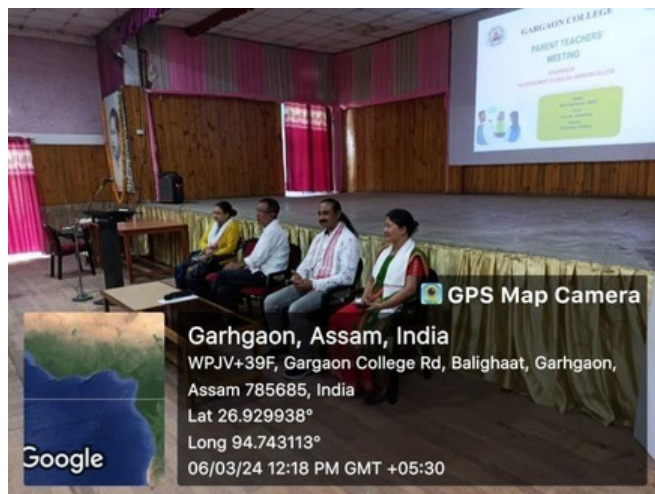 GARGAON COLLEGE
PARENT TEACHERS'
MEETING
GPS Map Camera
Garhgaon, Assam, India
WPJV+39F, Gargaon College Rd, Balighaat, Garhgaon,
Assam 785685, India
Lat 26.929938°
Long 94.743113°
06/03/24 12:18 PM GMT +05:30
Google